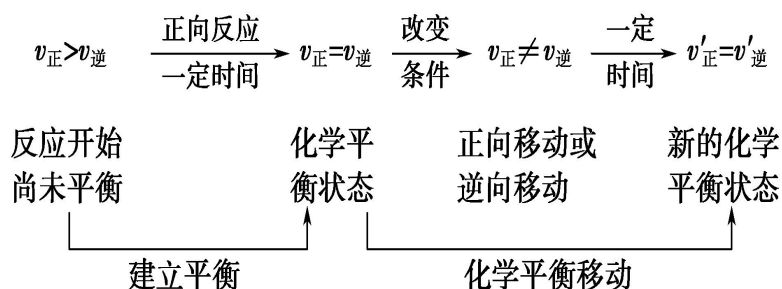 正向反应 改变 一定
v正>v逆 v正=v逆 v正≠v逆 v′正=v′逆
一定时间 条件 时间
反应开始 化学平 正向移动或 新的化学
尚未平衡 衡状态 逆向移动 平衡状态
建立平衡 化学平衡移动